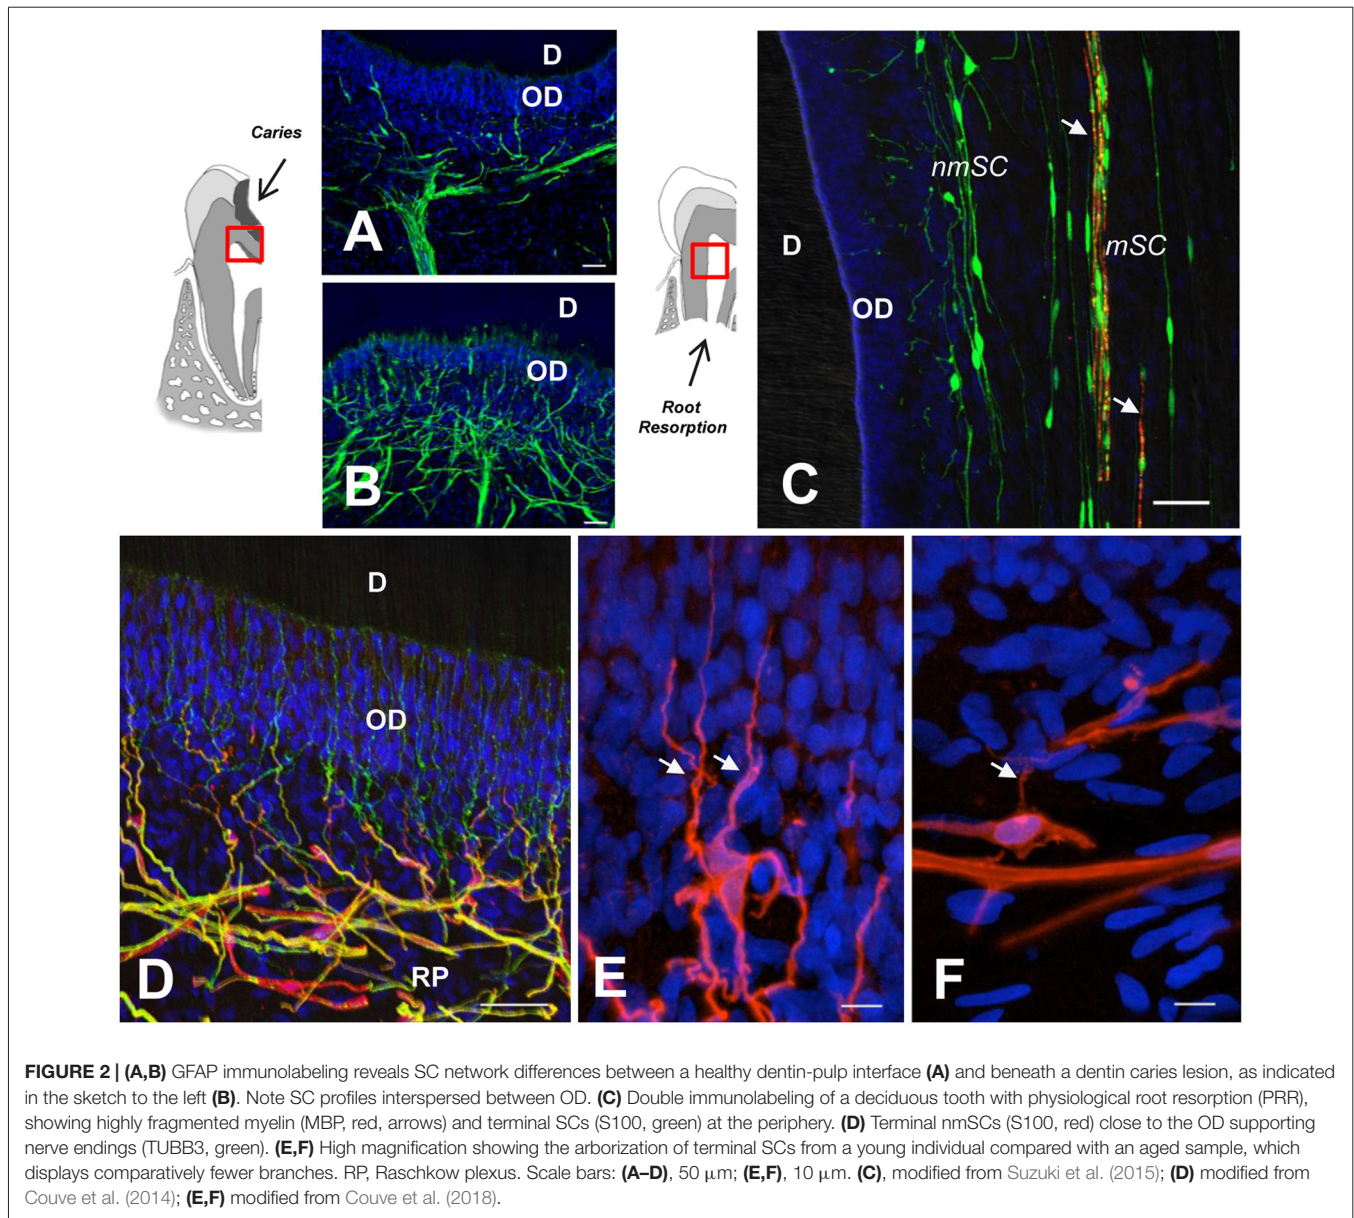 Caries
D
OD
A
D
OD
B
Root
Resorption
nmSC
mSC
D
OD
C
D
OD
RP
D
E
F
FIGURE 2 | (A,B) GFAP immunolabeling reveals SC network differences between a healthy dentin-pulp interface (A) and beneath a dentin caries lesion, as indicated
in the sketch to the left (B). Note SC profiles interspersed between OD. (C) Double immunolabeling of a deciduous tooth with physiological root resorption (PRR),
showing highly fragmented myelin (MBP, red, arrows) and terminal SCs (S100, green) at the periphery. (D) Terminal nmSCs (S100, red) close to the OD supporting
nerve endings (TUBB3, green). (E,F) High magnification showing the arborization of terminal SCs from a young individual compared with an aged sample, which
displays comparatively fewer branches. RP, Raschkow plexus. Scale bars: (A–D), 50 μm; (E,F), 10 μm. (C), modified from Suzuki et al. (2015); (D) modified from
Couve et al. (2014); (E,F) modified from Couve et al. (2018).